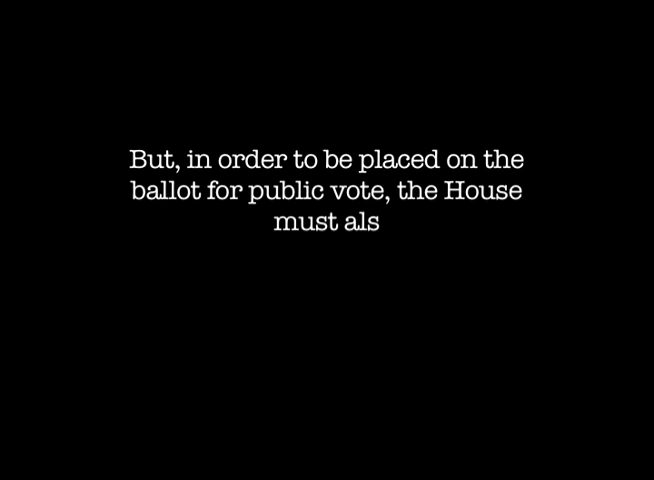 But, in order to be placed on the
ballot for public vote, the House
must als